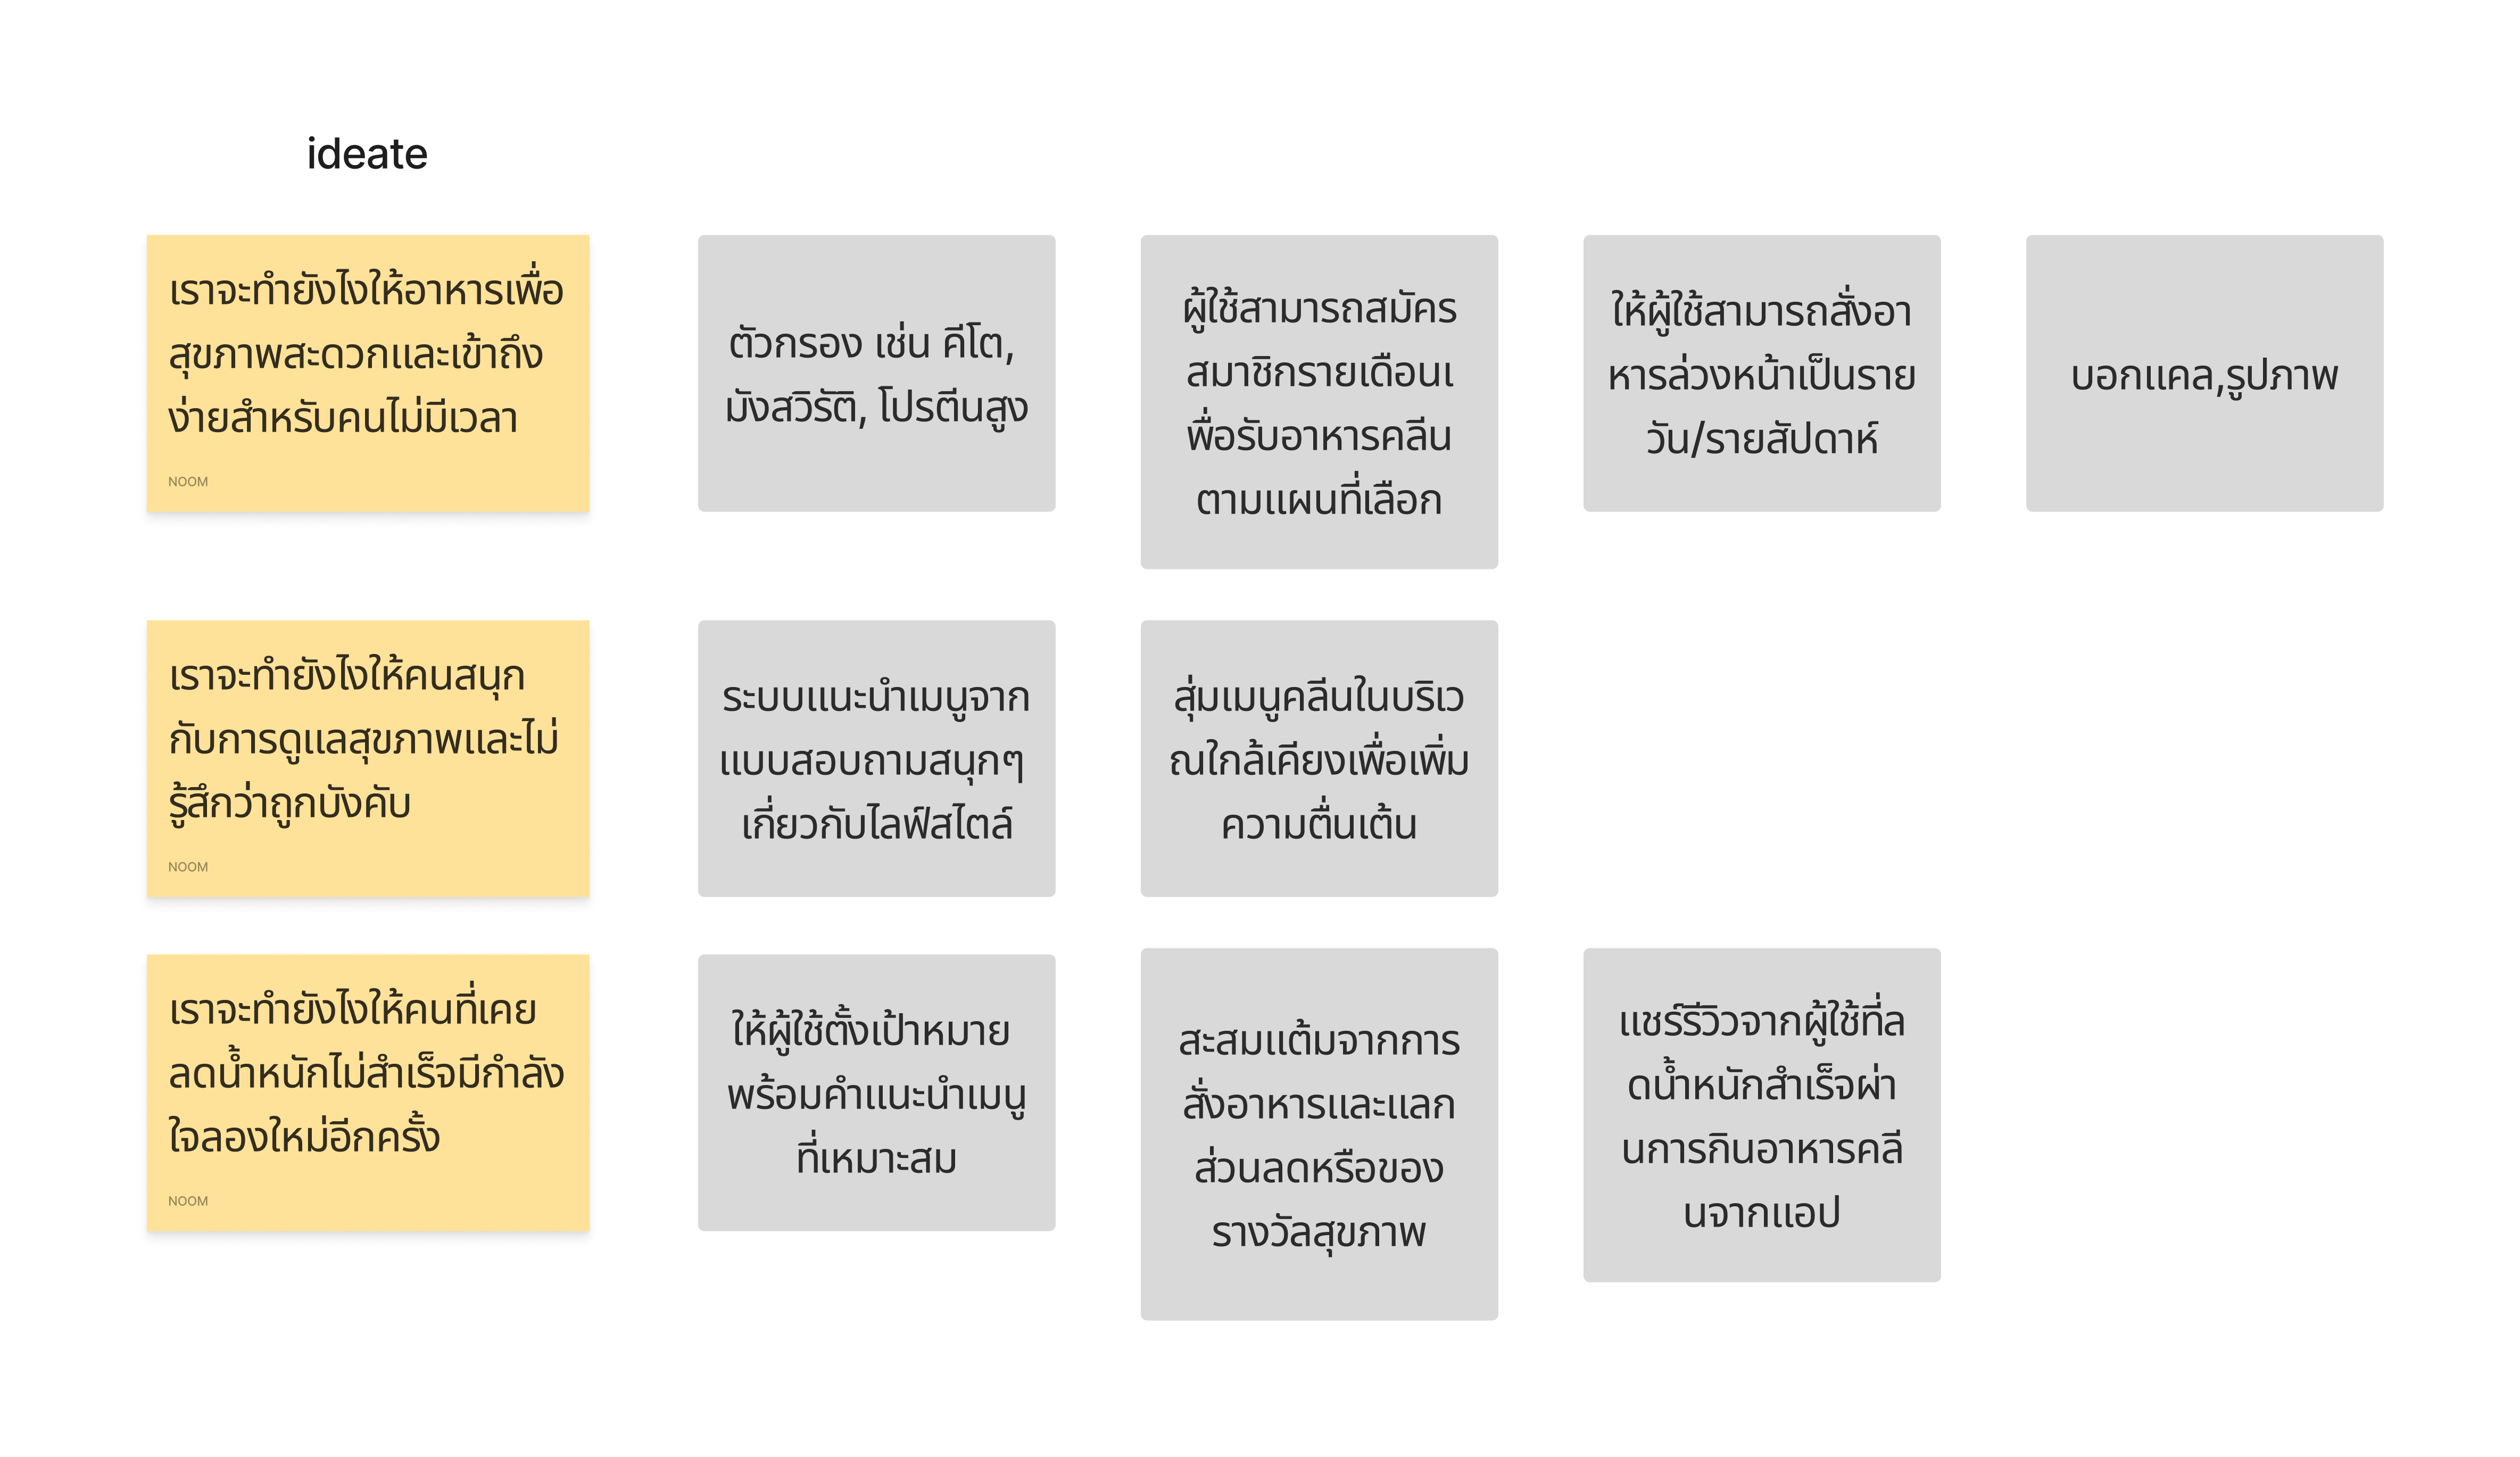 ideate
เราจะทำยังไงให้อาหารเพื่อ
สุขภาพสะดวกและเข้าถึง
ง่ายสำหรับคนไม่มีเวลา
NOOM
ตัวกรอง เช่น คีโต,
มังสวิรัติ, โปรตีนสูง
ผู้ใช้สามารถสมัคร
สมาชิกรายเดือนเ
พื่อรับอาหารคลีน
ตามแผนที่เลือก
ให้ผู้ใช้สามารถสั่งอา
หารล่วงหน้าเป็นราย
วัน/รายสัปดาห์
บอกแคล,รูปภาพ
เราจะทำยังไงให้คนสนุก
กับการดูแลสุขภาพและไม่
รู้สึกว่าถูกบังคับ
NOOM
ระบบแนะนำเมนูจาก
แบบสอบถามสนุกๆ
เกี่ยวกับไลฟ์สไตล์
สุ่มเมนูคลีนในบริเว
ณใกล้เคียงเพื่อเพิ่ม
ความตื่นเต้น
เราจะทำยังไงให้คนที่เคย
ลดน้ำหนักไม่สำเร็จมีกำลัง
ใจลองใหม่อีกครั้ง
NOOM
ให้ผู้ใช้ตั้งเป้าหมาย
พร้อมคำแนะนำเมนู
ที่เหมาะสม
สะสมแต้มจากการ
สั่งอาหารและแลก
ส่วนลดหรือของ
รางวัลสุขภาพ
แชร์รีวิวจากผู้ใช้ที่ล
ดน้ำหนักสำเร็จผ่า
นการกินอาหารคลี
นจากแอป